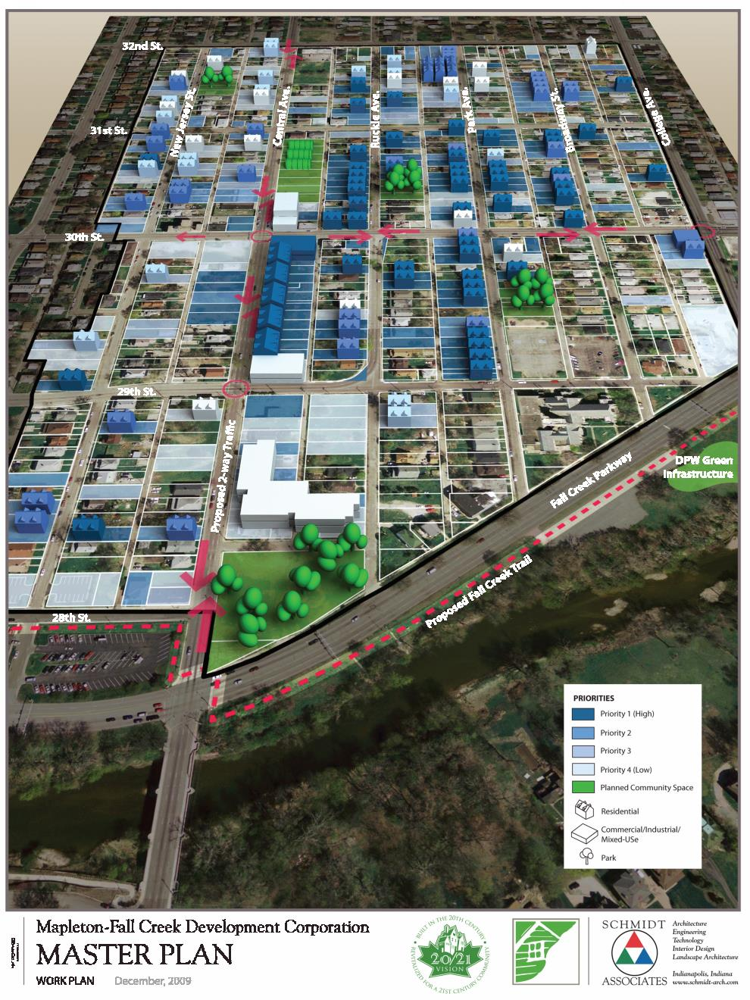 32nd St.
31st St.
30th St.
29th St.
28th St.
New Jersey St.
Central Ave.
Ruckle Ave.
Park Ave.
Broadway St.
College Ave.
Proposed 2-way Traffic
Fall Creek Parkway
Proposed Fall Creek Trail
DPW Green
Infrastructure
PRIORITIES
Priority 1 (High)
Priority 2
Priority 3
Priority 4 (Low)
Planned Community Space
Residential
Commercial/Industrial/
Mixed-USe
Park
Mapleton-Fall Creek Development Corporation
MASTER PLAN
WORK PLAN December, 2009
BUILT IN THE 20TH CENTURY
20/21
VISION
REVITALIZED FOR A 21ST CENTURY COMMUNITY
SCHMIDT
ASSOCIATES
Architecture
Engineering
Technology
Interior Design
Landscape Architecture
Indianapolis, Indiana
www.schmidt-arch.com